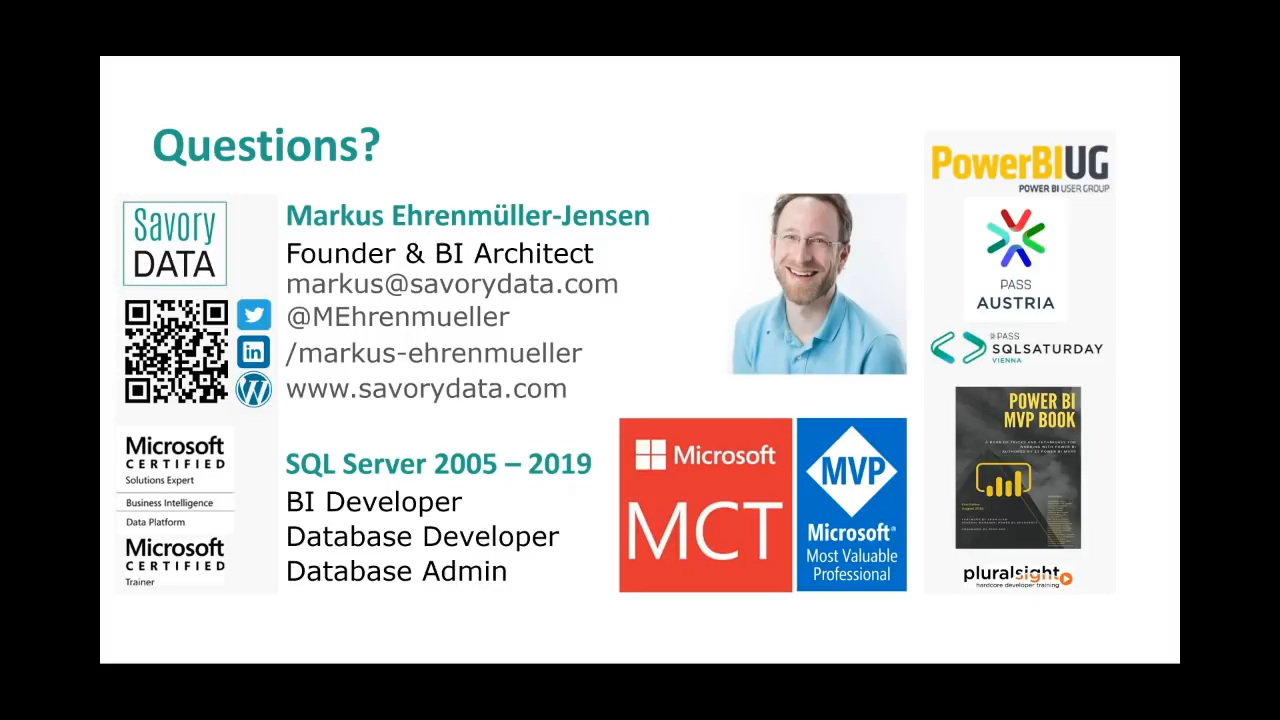 Questions?
Savory
DATA
Markus Ehrenmüller-Jensen
Founder & BI Architect
markus@savorydata.com
@MEhrenmueller
/markus-ehrenmueller
www.savorydata.com
Microsoft
CERTIFIED
Solutions Expert
Business Intelligence
Data Platform
Microsoft
CERTIFIED
Trainer
SQL Server 2005 – 2019
BI Developer
Database Developer
Database Admin
Microsoft
MCT
MVP
Microsoft®
Most Valuable
Professional
PowerBIUG
POWER BI USER GROUP
PASS
AUSTRIA
PASS
SQLSATURDAY
VIENNA
POWER BI
MVP BOOK
pluralsight
hardcore developer training